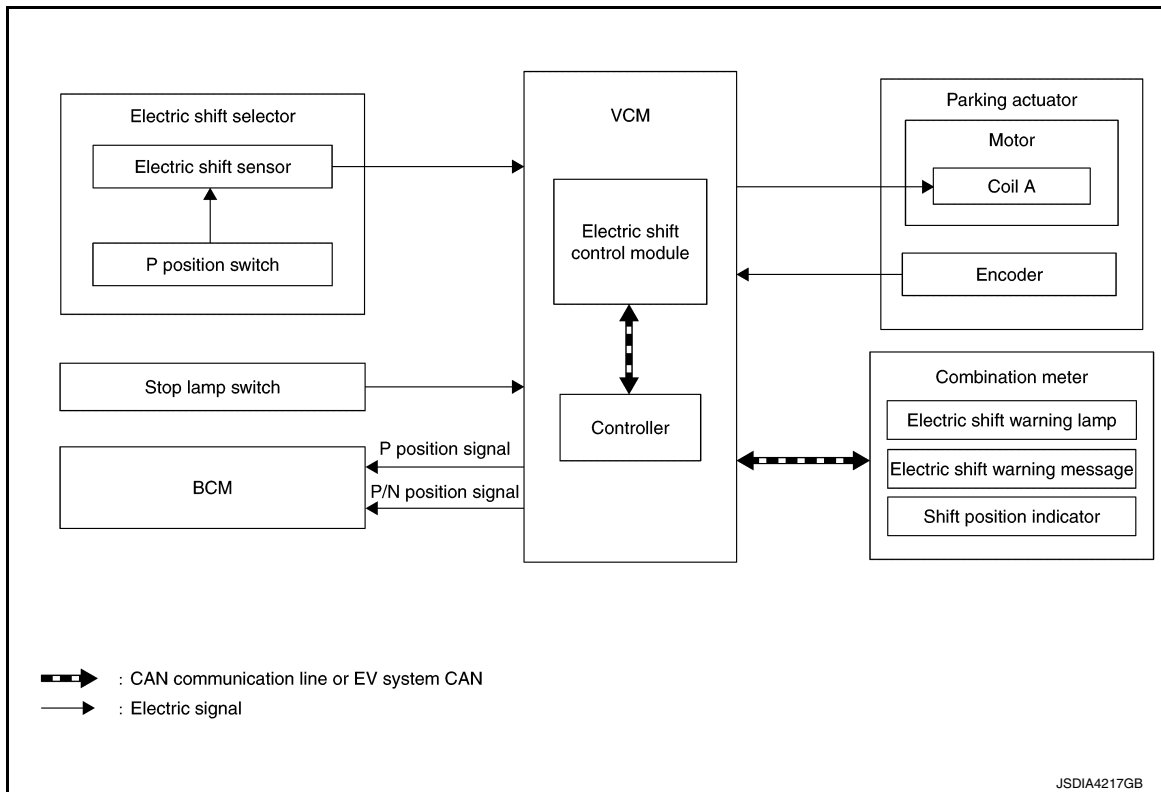 Electric shift selector
Electric shift sensor
P position switch
Stop lamp switch
BCM
P position signal
P/N position signal
VCM
Electric shift
control module
Controller
Parking actuator
Motor
Coil A
Encoder
Combination meter
Electric shift warning lamp
Electric shift warning message
Shift position indicator
: CAN communication line or EV system CAN
: Electric signal
JSDIA4217GB